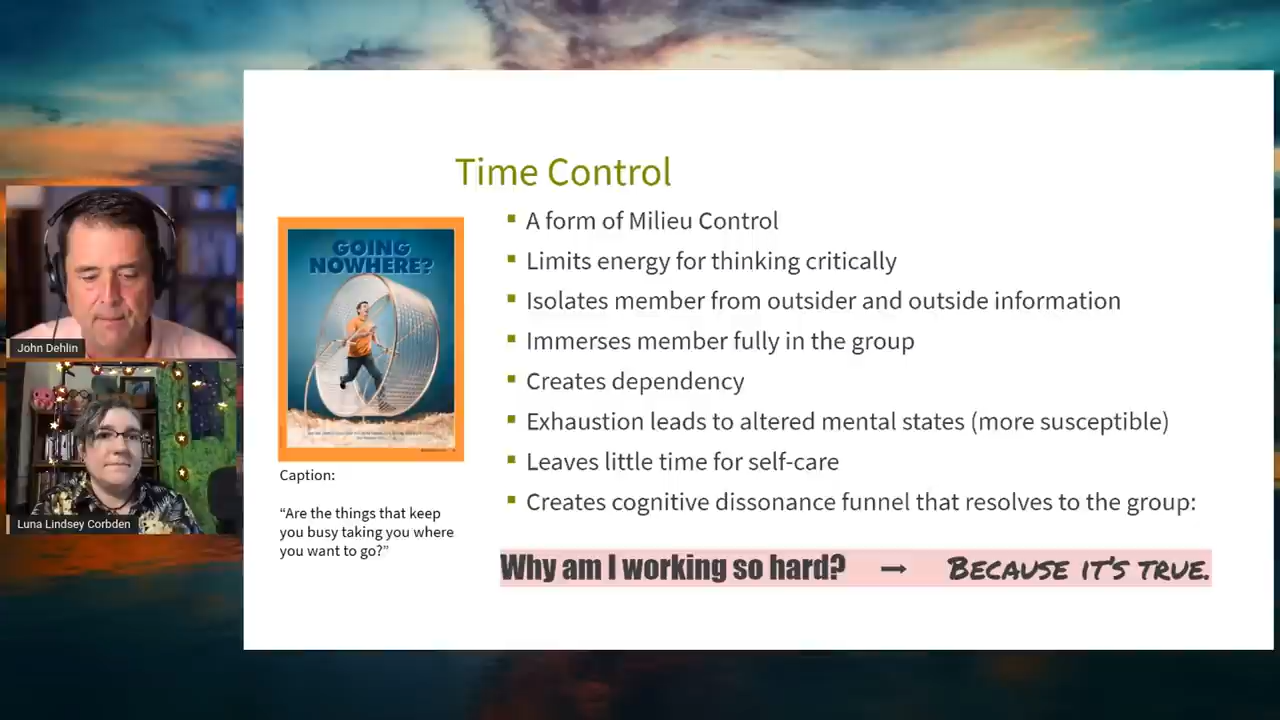 Time Control
GOING
NOWHERE?
Caption:
“Are the things that keep
you busy taking you where
you want to go?”
A form of Milieu Control
Limits energy for thinking critically
Isolates member from outsider and outside information
Immerses member fully in the group
Creates dependency
Exhaustion leads to altered mental states (more susceptible)
Leaves little time for self-care
Creates cognitive dissonance funnel that resolves to the group:
Why am I working so hard? → BECAUSE IT'S TRUE.
John Dehlin
Luna Lindsey Corbden